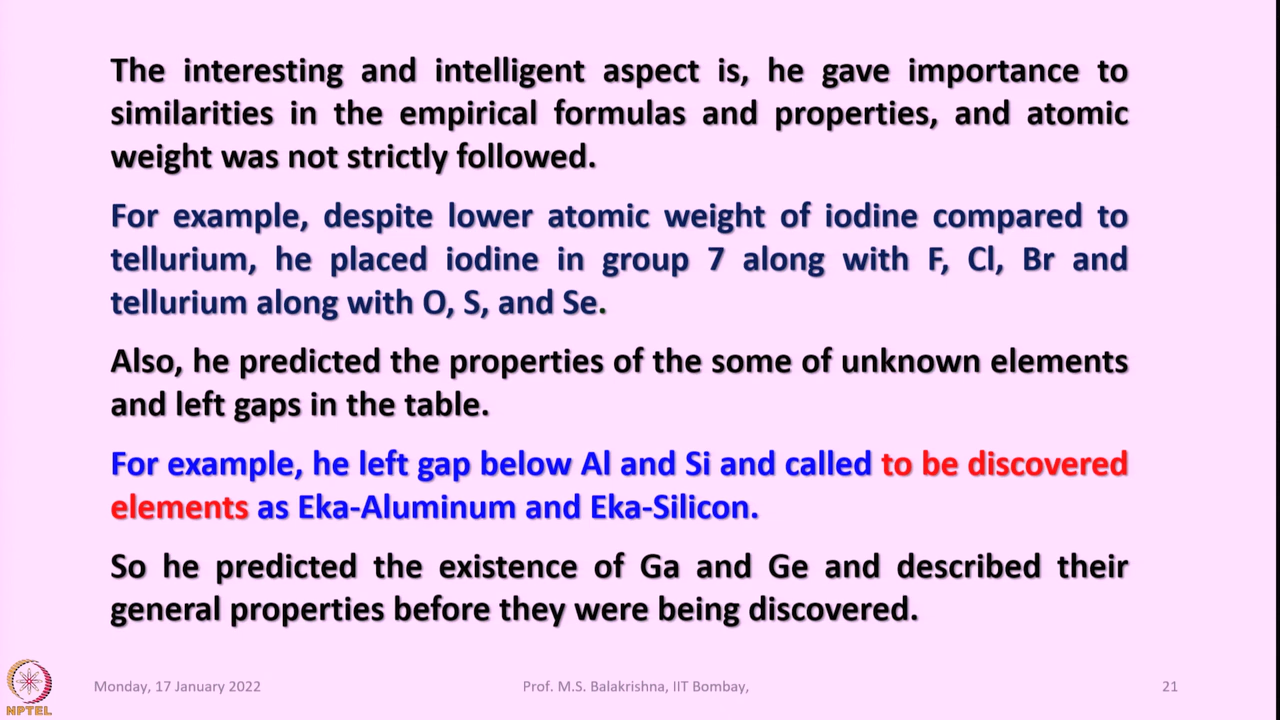 The interesting and intelligent aspect is, he gave importance to
similarities in the empirical formulas and properties, and atomic
weight was not strictly followed.
For example, despite lower atomic weight of iodine compared to
tellurium, he placed iodine in group 7 along with F, Cl, Br and
tellurium along with O, S, and Se.
Also, he predicted the properties of the some of unknown elements
and left gaps in the table.
For example, he left gap below Al and Si and called to be discovered
elements as Eka-Aluminum and Eka-Silicon.
So he predicted the existence of Ga and Ge and described their
general properties before they were being discovered.
NPTEL
Monday, 17 January 2022
Prof. M.S. Balakrishna, IIT Bombay,
21